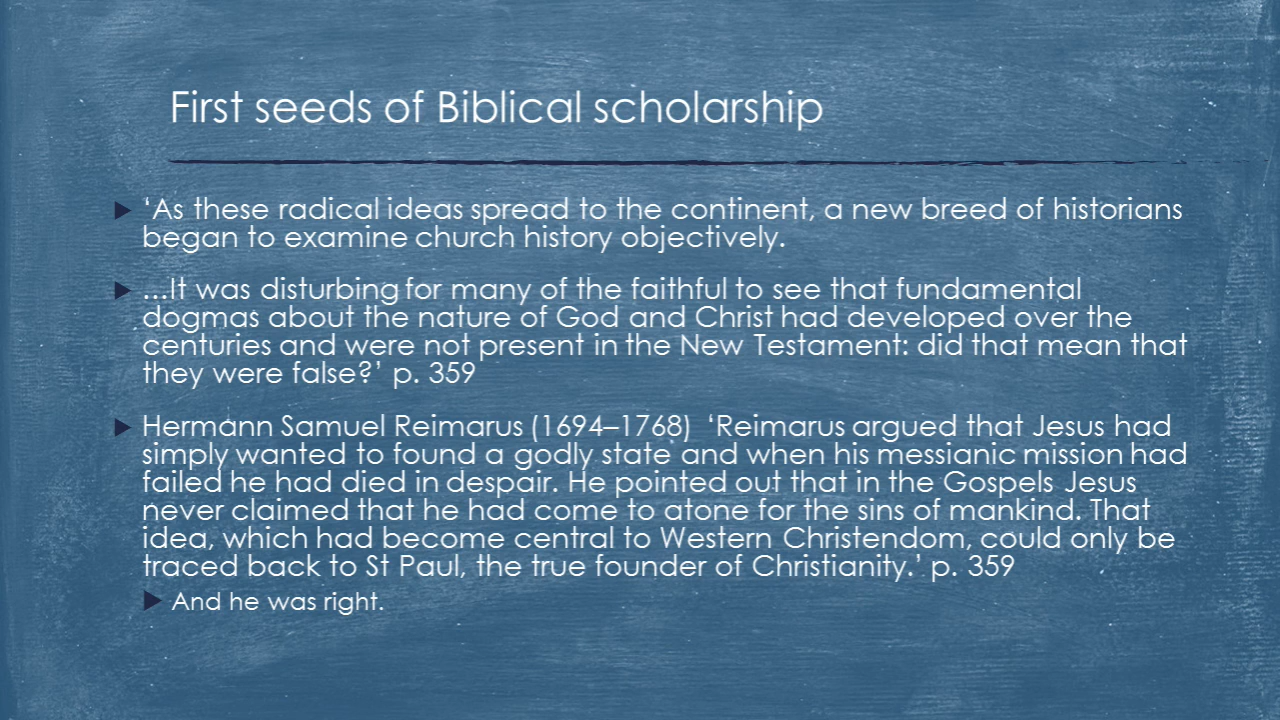 First seeds of Biblical scholarship
‘As these radical ideas spread to the continent, a new breed of historians
began to examine church history objectively.
…It was disturbing for many of the faithful to see that fundamental
dogmas about the nature of God and Christ had developed over the
centuries and were not present in the New Testament: did that mean that
they were false?’ p. 359
Hermann Samuel Reimarus (1694–1768) ‘Reimarus argued that Jesus had
simply wanted to found a godly state and when his messianic mission had
failed he had died in despair. He pointed out that in the Gospels Jesus
never claimed that he had come to atone for the sins of mankind. That
idea, which had become central to Western Christendom, could only be
traced back to St Paul, the true founder of Christianity.’ p. 359
And he was right.